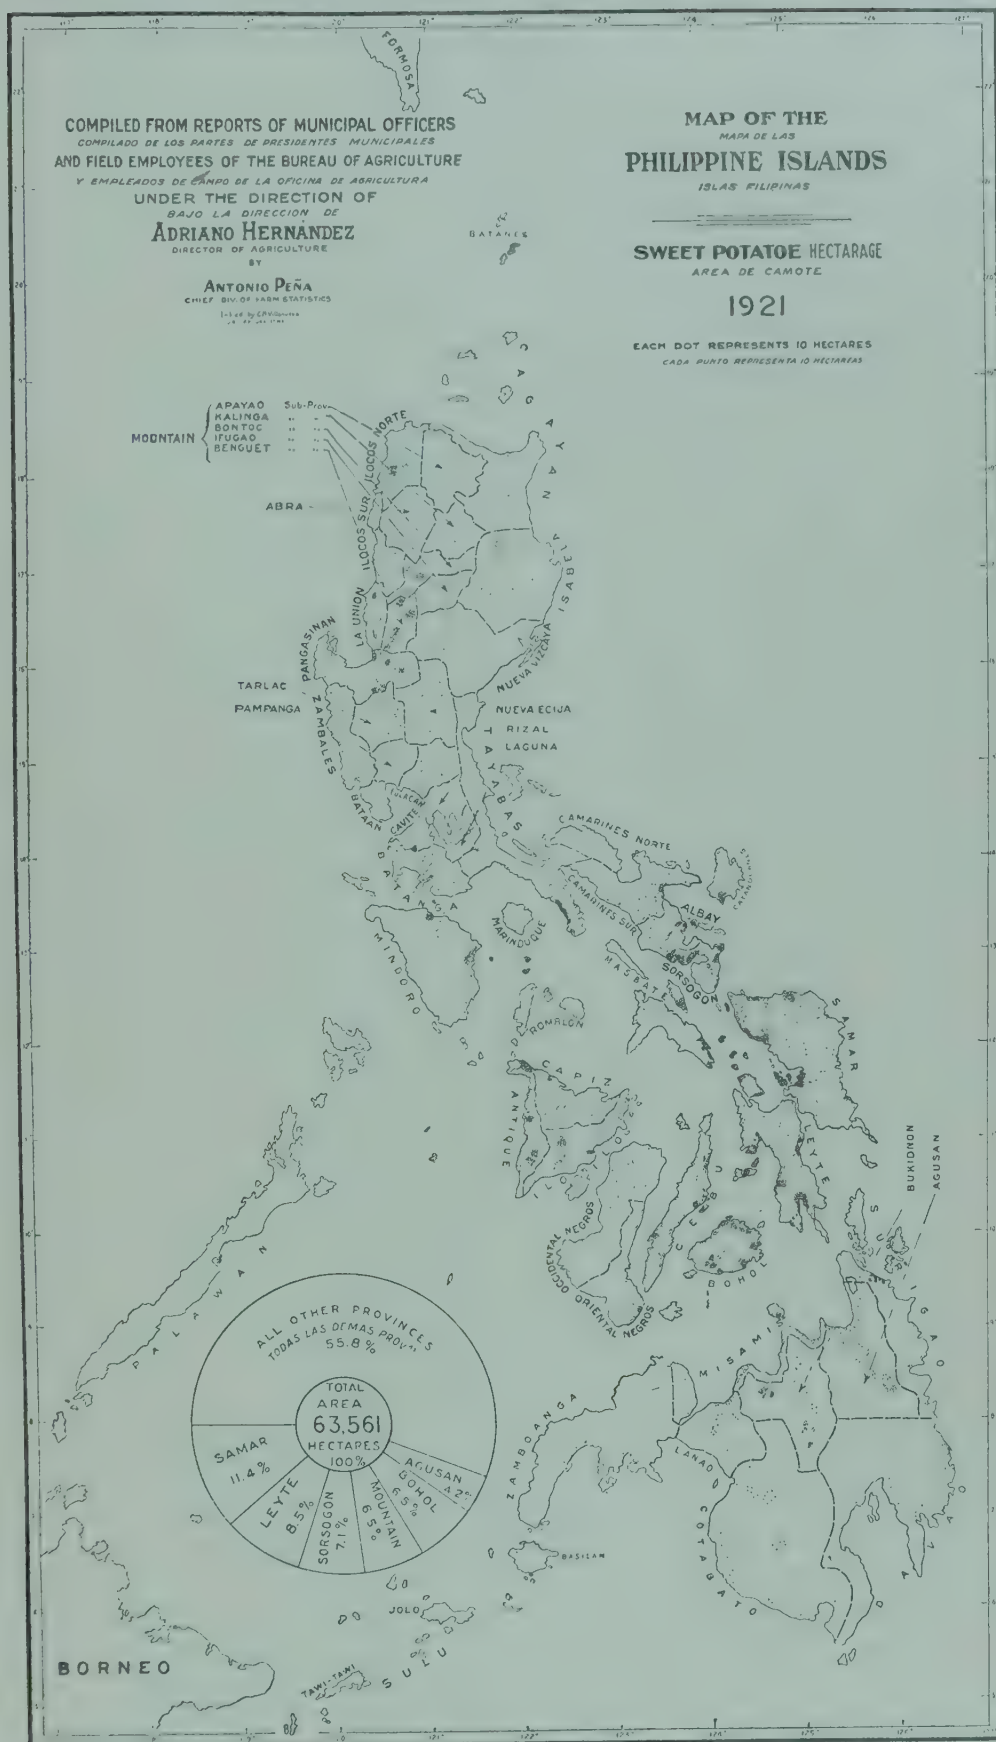 FORMOSA
COMPILED FROM REPORTS OF MUNICIPAL OFFICERS
COMPILADO DE LOS PARTES DE PRESIDENTES MUNICIPALES
AND FIELD EMPLOYEES OF THE BUREAU OF AGRICULTURE
Y EMPLEADOS DE CAMPO DE LA OFICINA DE AGRICULTURA
UNDER THE DIRECTION OF
BAJO LA DIRECCION DE
ADRIANO HERNÁNDEZ
DIRECTOR OF AGRICULTURE
BY
ANTONIO PEÑA
CHIEF DIV. OF FARM STATISTICS
MAP OF THE
MAPA DE LAS
PHILIPPINE ISLANDS
ISLAS FILIPINAS
SWEET POTATOE HECTARAGE
AREA DE CAMOTE
1921
EACH DOT REPRESENTS 10 HECTARES
CADA PUNTO REPRESENTA 10 HECTAREAS
BATANES
CAGAYAN
MOUNTAIN
APAYAO Sub-Prov.
KALINGA " "
BONTOC " "
IFUGAO " "
BENGUET " "
ILOCOS NORTE
ABRA
ILOCOS SUR
ISABELA
LA UNION
PANGASINAN
NUEVA VIZCAYA
TARLAC
PAMPANGA
ZAMBALES
NUEVA ECIJA
RIZAL
LAGUNA
TAYABAS
BATAAN
BULACAN
CAVITE
BATANGAS
CAMARINES NORTE
CAMARINES SUR
ALBAY
MARINDUQUE
MINDORO
MASBATE
SORSOGON
SAMAR
ROMBLON
CAPIZ
ANTIQUE
ILOILO
LEYTE
CEBU
BUKIDNON
AGUSAN
SURIGAO
OCCIDENTAL NEGROS
ORIENTAL NEGROS
BOHOL
PALAWAN
MISAMI
ZAMBOANGA
LANAO
COTABATO
BASILAN
JOLO
SULU
TAWI-TAWI
BORNEO
ALL OTHER PROVINCES
TODAS LAS DEMAS PROV.
55.8%
TOTAL
AREA
63,561
HECTARES
100%
SAMAR
11.4%
LEYTE
8.5%
SORSOGON
7.1%
MOUNTAIN
6.5%
BOHOL
6.5%
AGUSAN
4.2%